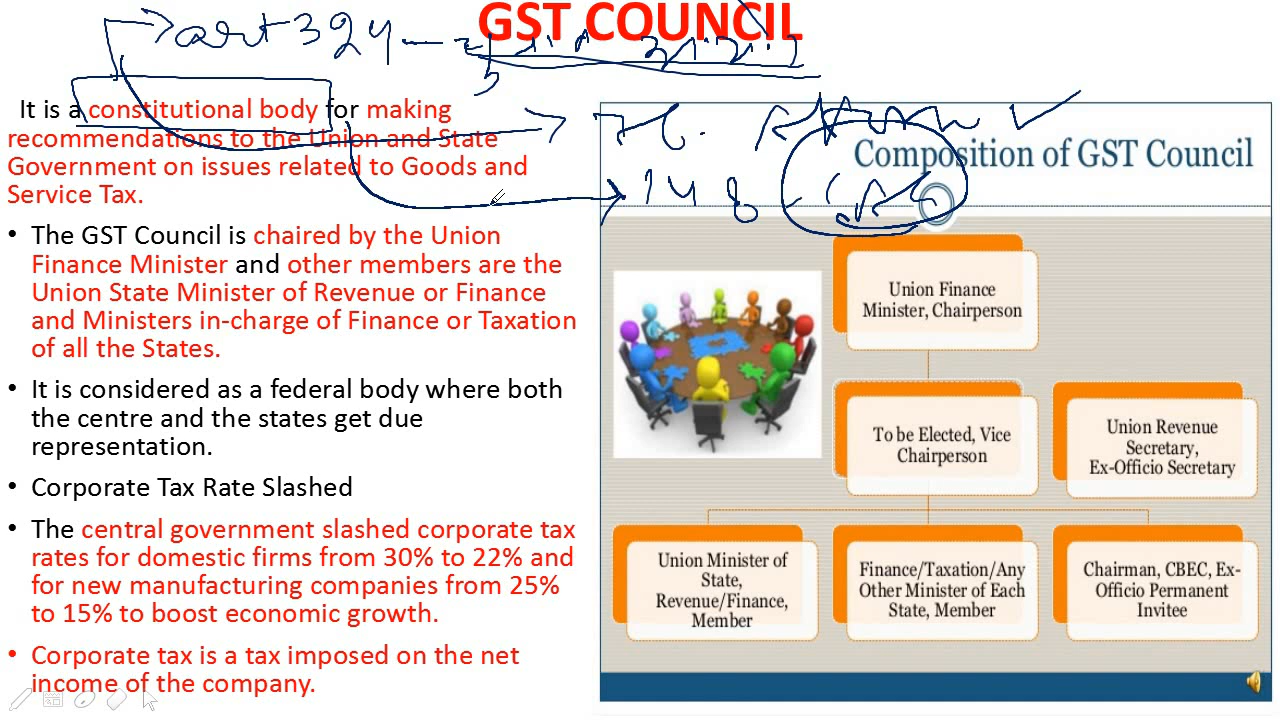 GST COUNCIL
art 324
It is a constitutional body for making
recommendations to the Union and State
Government on issues related to Goods and
Service Tax.
• The GST Council is chaired by the Union
Finance Minister and other members are the
Union State Minister of Revenue or Finance
and Ministers in-charge of Finance or Taxation
of all the States.
• It is considered as a federal body where both
the centre and the states get due
representation.
• Corporate Tax Rate Slashed
• The central government slashed corporate tax
rates for domestic firms from 30% to 22% and
for new manufacturing companies from 25%
to 15% to boost economic growth.
• Corporate tax is a tax imposed on the net
income of the company.
148
Composition of GST Council
Union Finance
Minister, Chairperson
To be Elected, Vice
Chairperson
Union Revenue
Secretary,
Ex-Officio Secretary
Union Minister of
State,
Revenue/Finance,
Member
Finance/Taxation/Any
Other Minister of Each
State, Member
Chairman, CBEC, Ex-
Officio Permanent
Invitee